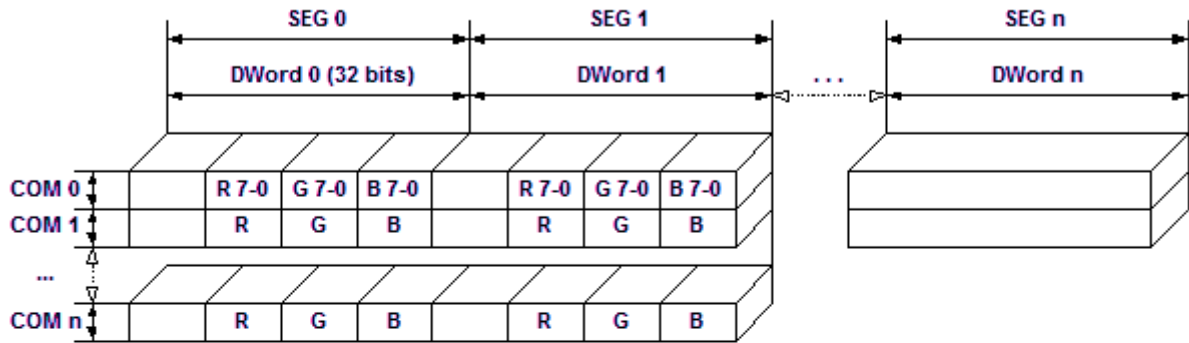 SEG 0 SEG 1 SEG n
DWord 0 (32 bits) DWord 1 ... DWord n
COM 0 R 7-0 G 7-0 B 7-0 R 7-0 G 7-0 B 7-0
COM 1 R G B R G B
...
COM n R G B R G B